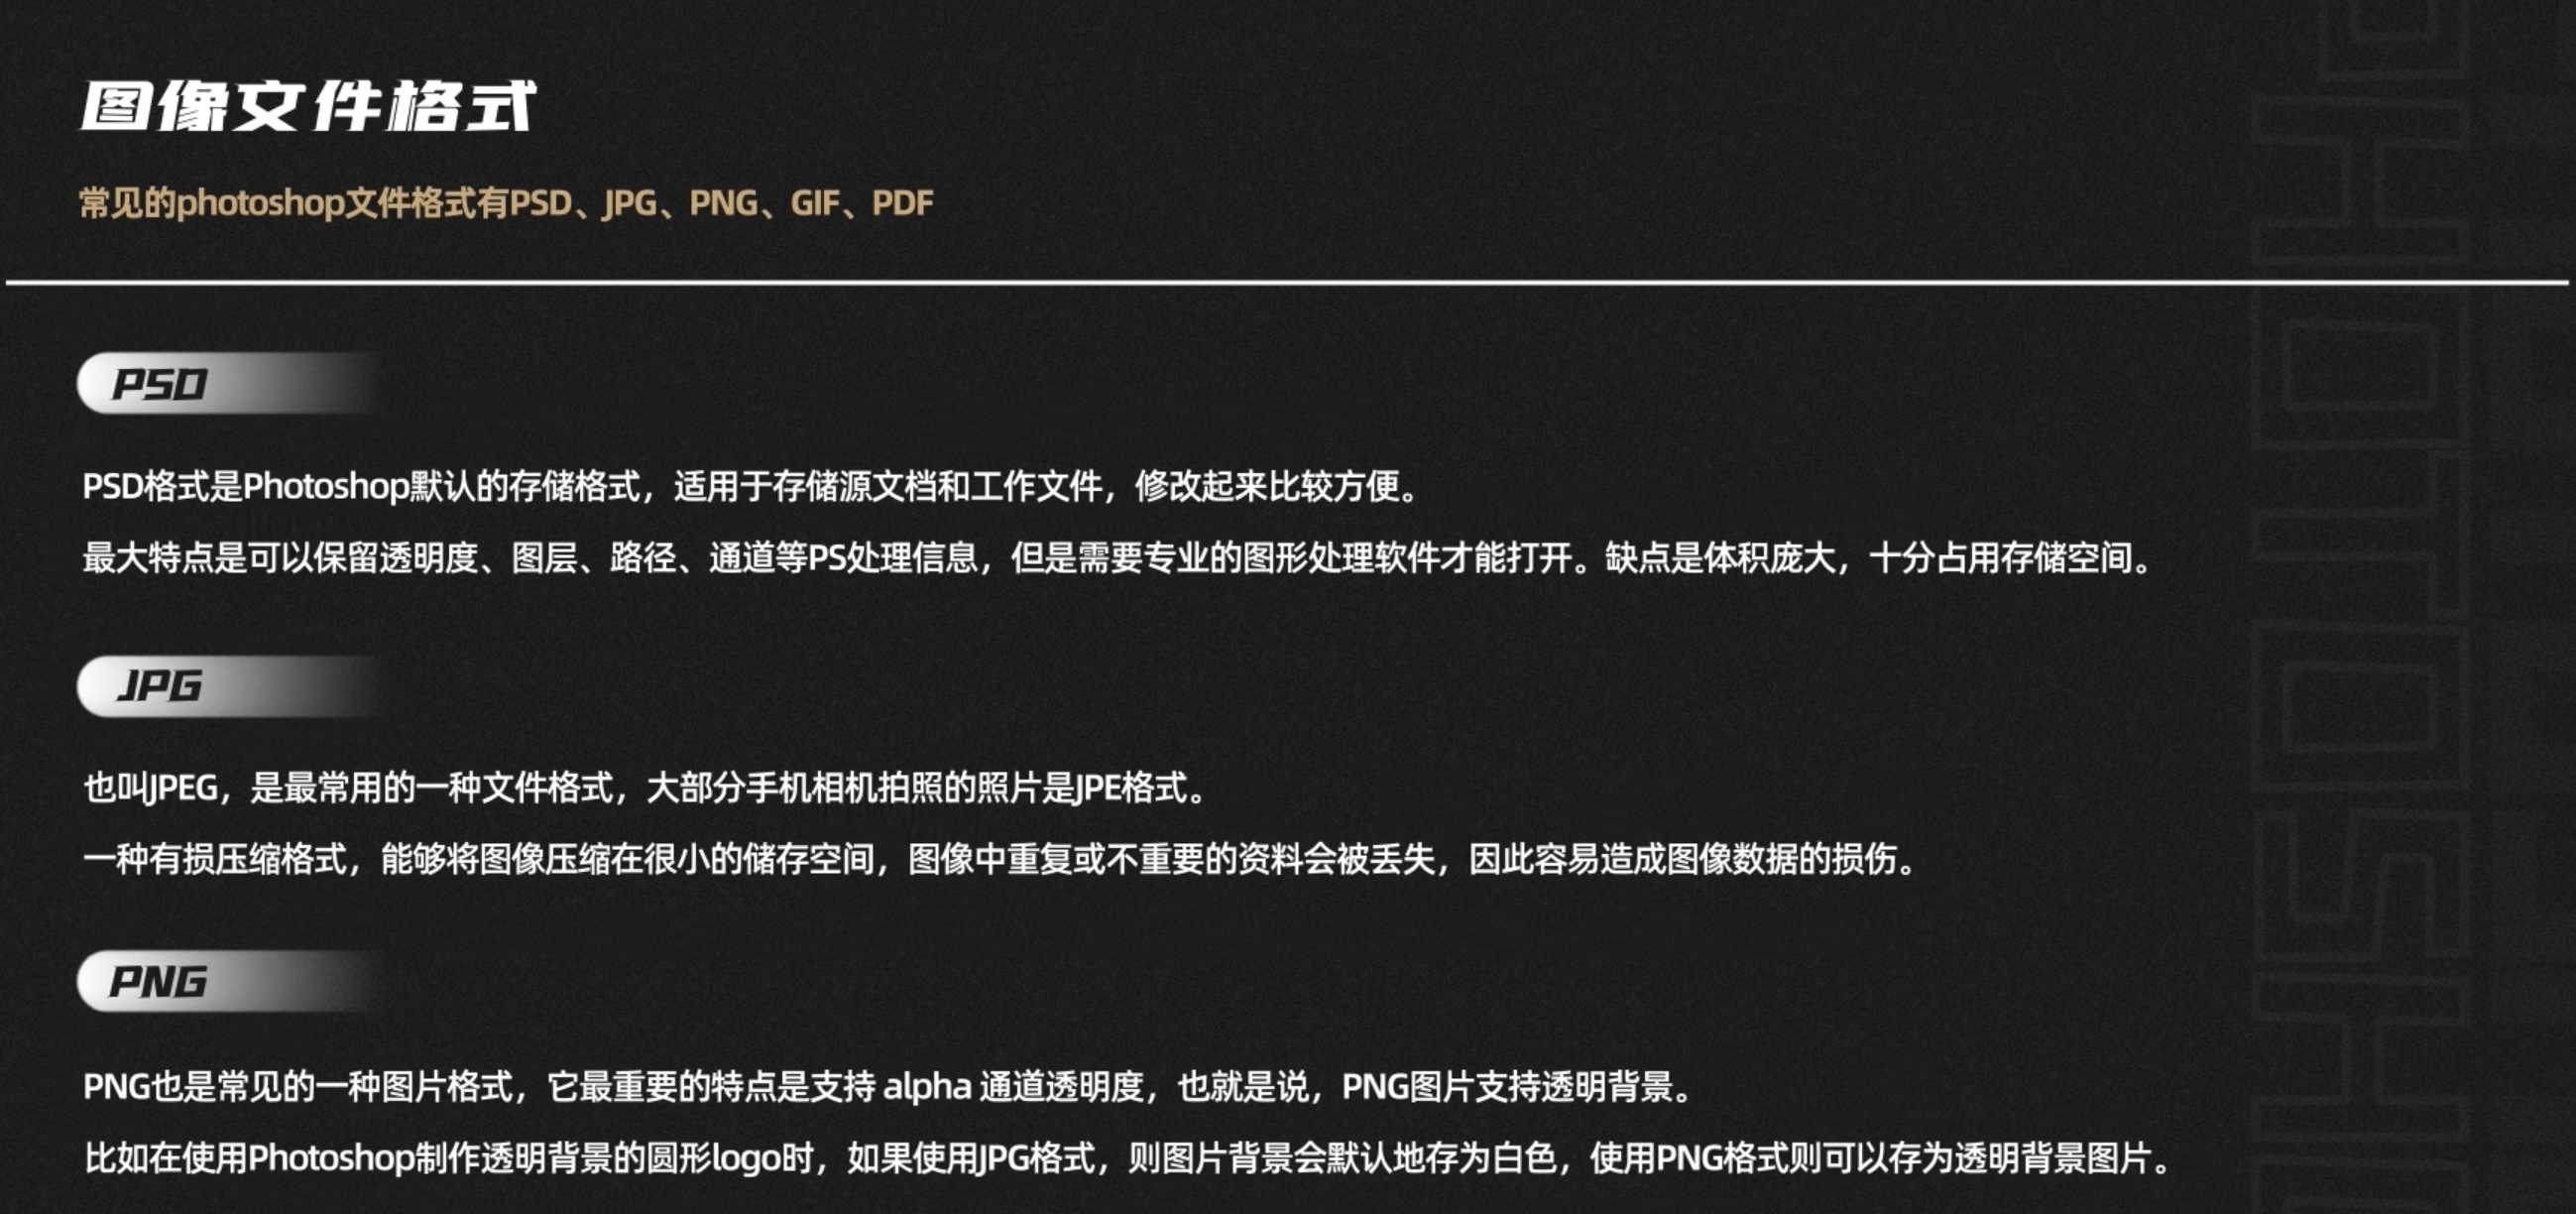 图像文件格式
常见的photoshop文件格式有PSD、JPG、PNG、GIF、PDF
PSD
PSD格式是Photoshop默认的存储格式，适用于存储源文档和工作文件，修改起来比较方便。
最大特点是可以保留透明度、图层、路径、通道等PS处理信息，但是需要专业的图形处理软件才能打开。缺点是体积庞大，十分占用存储空间。
JPG
也叫JPEG，是最常用的一种文件格式，大部分手机相机拍照的照片是JPE格式。
一种有损压缩格式，能够将图像压缩在很小的储存空间，图像中重复或不重要的资料会被丢失，因此容易造成图像数据的损伤。
PNG
PNG也是常见的一种图片格式，它最重要的特点是支持 alpha 通道透明度，也就是说，PNG图片支持透明背景。
比如在使用Photoshop制作透明背景的圆形logo时，如果使用JPG格式，则图片背景会默认地存为白色，使用PNG格式则可以存为透明背景图片。